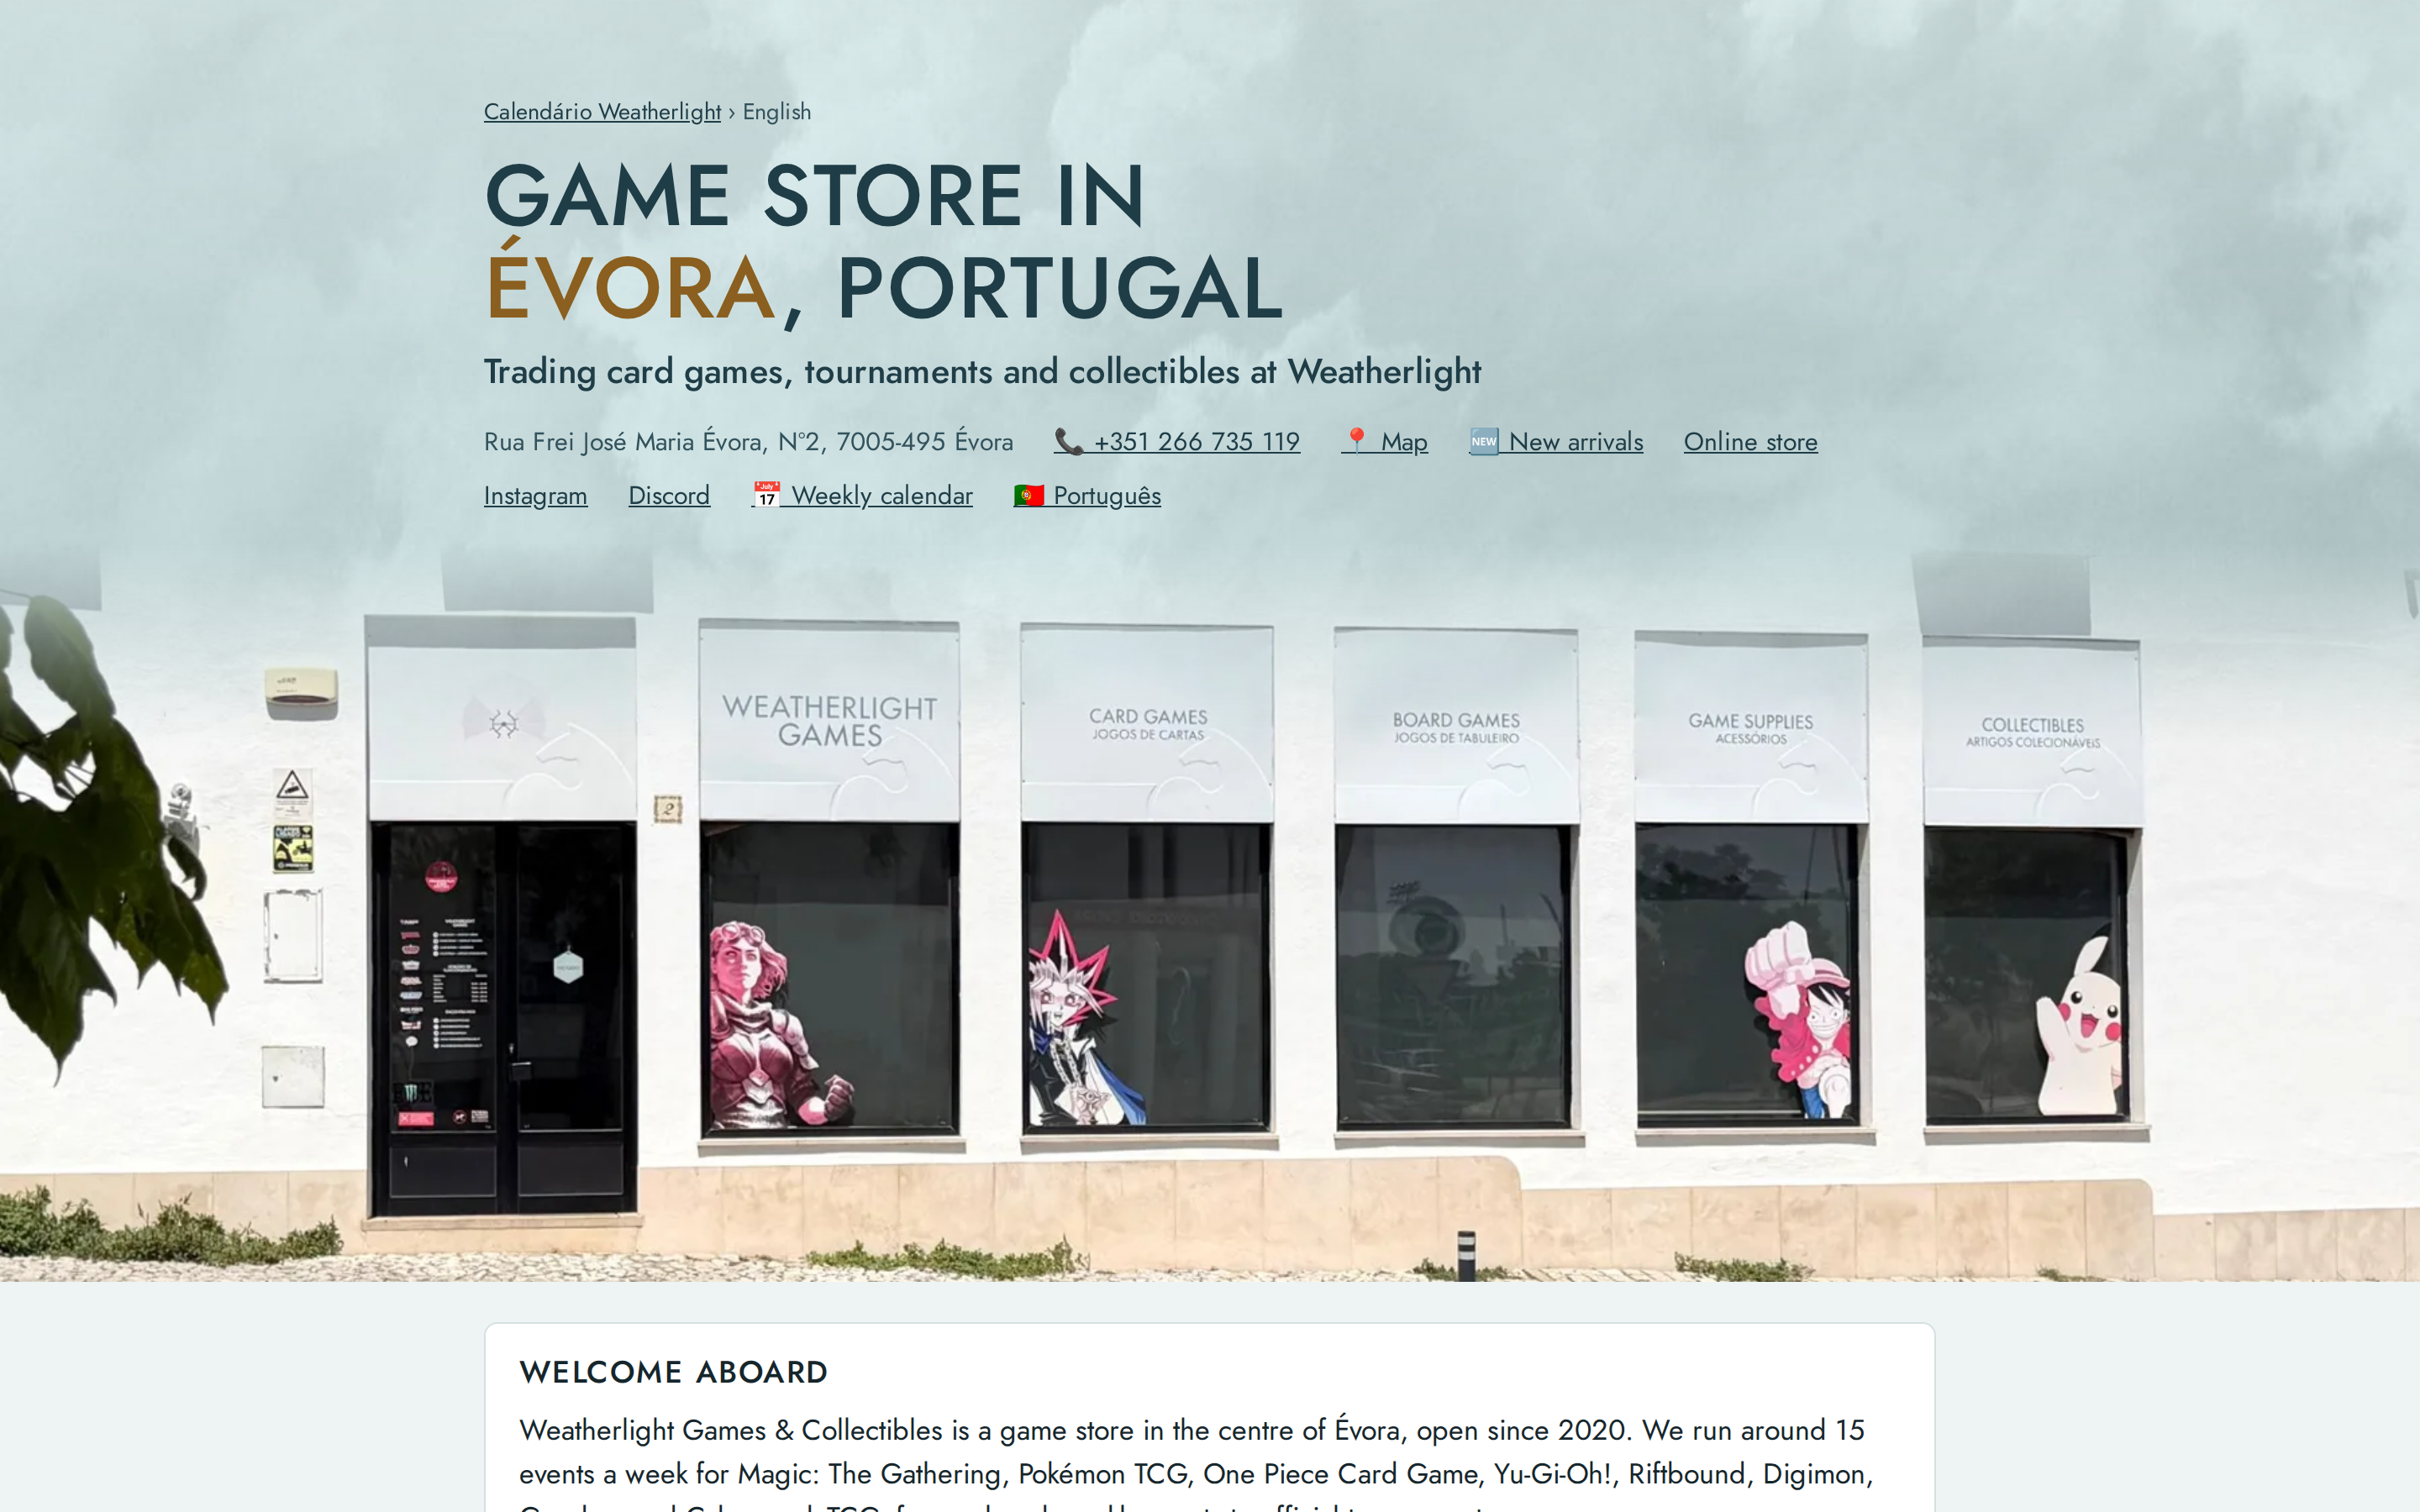 Calendário Weatherlight › English
GAME STORE IN
ÉVORA, PORTUGAL
Trading card games, tournaments and collectibles at Weatherlight
Rua Frei José Maria Évora, Nº2, 7005-495 Évora +351 266 735 119 Map New arrivals Online store
Instagram Discord Weekly calendar Português
WEATHERLIGHT
GAMES
CARD GAMES
JOGOS DE CARTAS
BOARD GAMES
JOGOS DE TABULEIRO
GAME SUPPLIES
ACESSÓRIOS
COLLECTIBLES
ARTIGOS COLECIONÁVEIS
2
WELCOME ABOARD
Weatherlight Games & Collectibles is a game store in the centre of Évora, open since 2020. We run around 15
events a week for Magic: The Gathering, Pokémon TCG, One Piece Card Game, Yu-Gi-Oh!, Riftbound, Digimon,